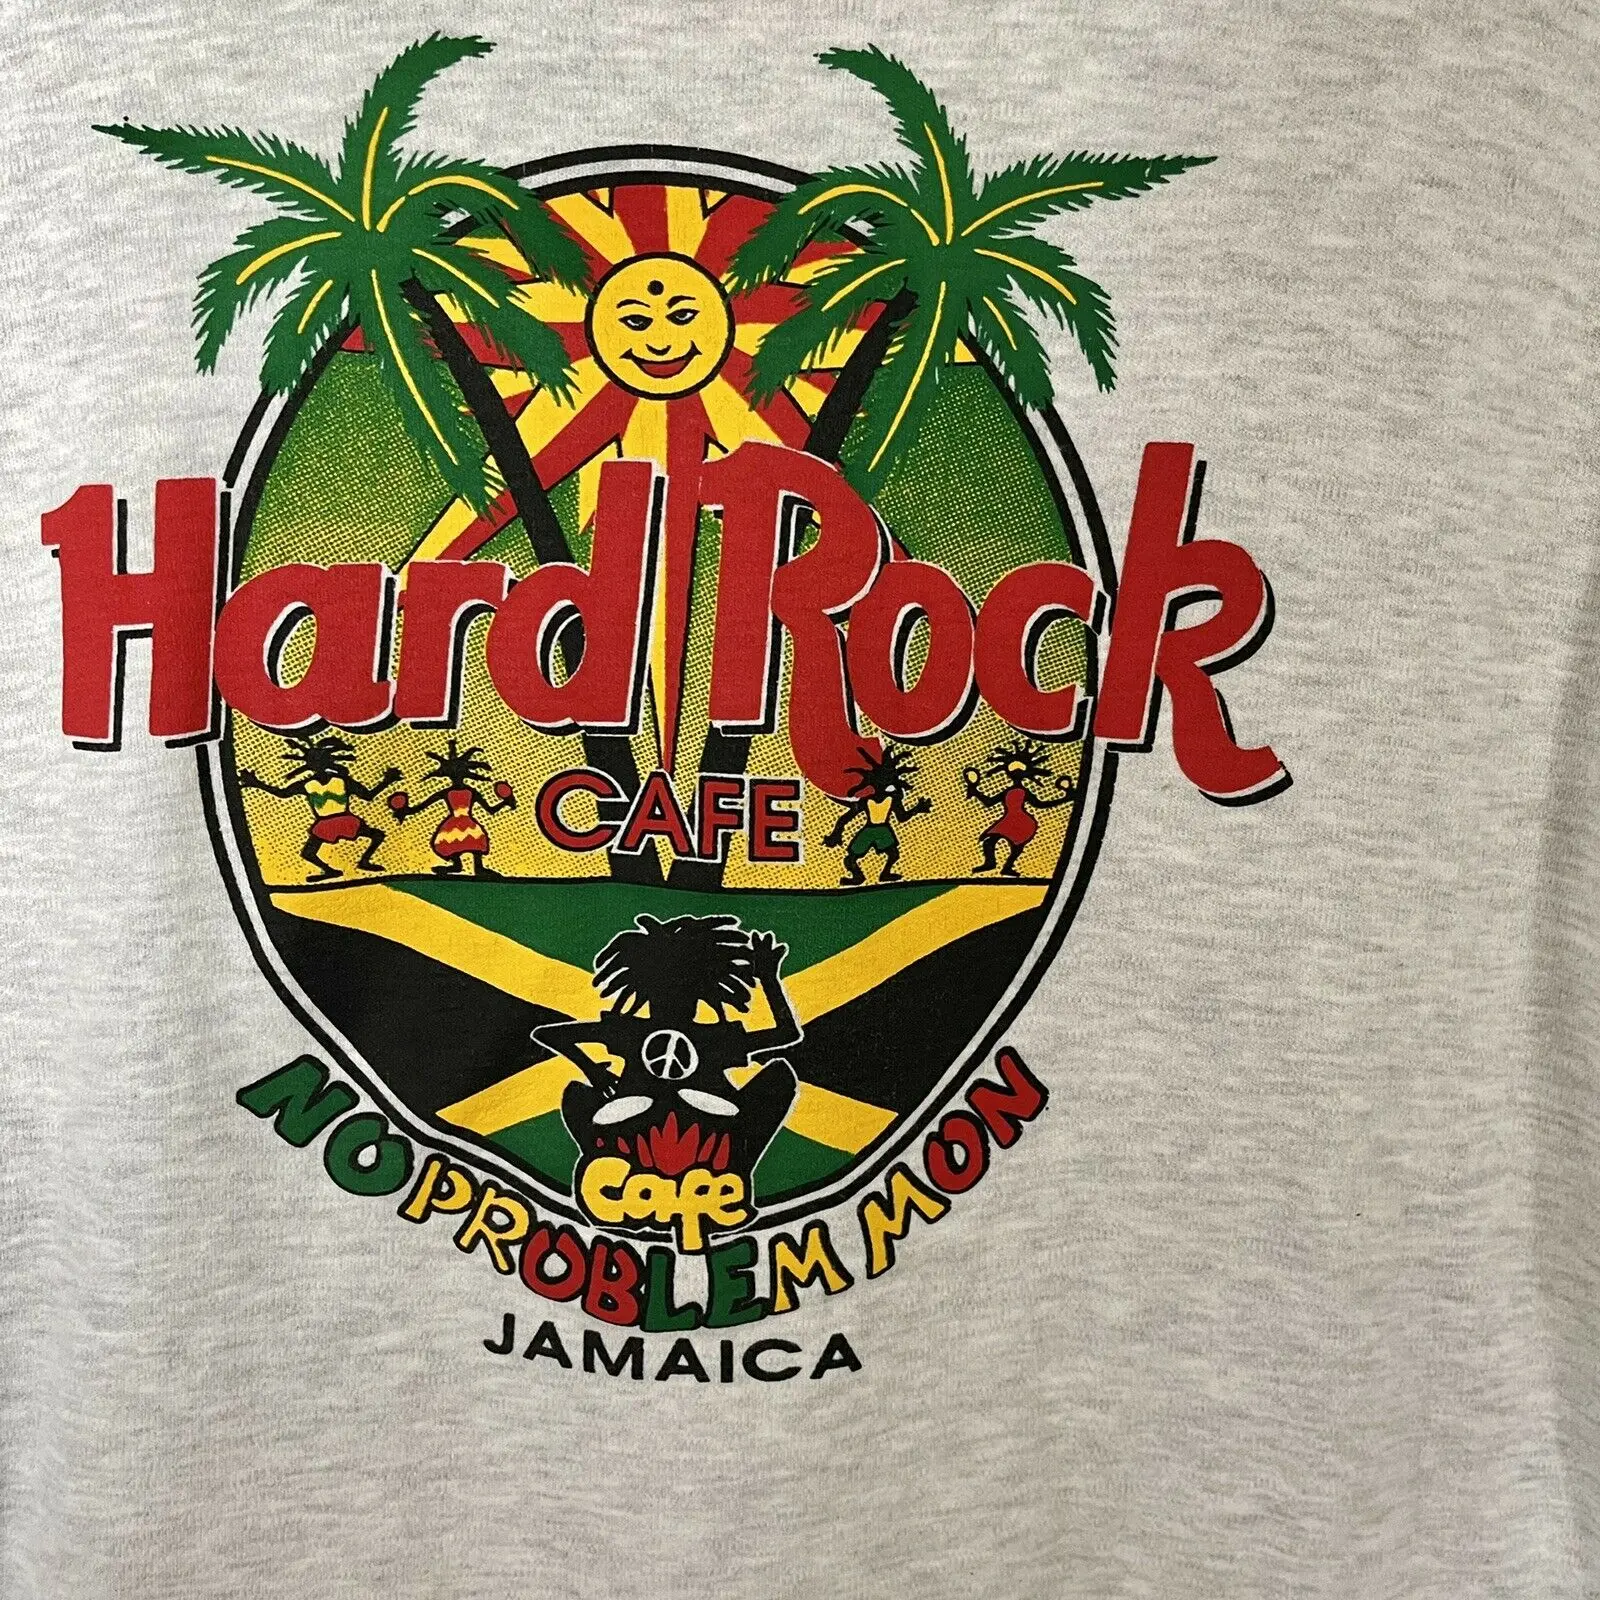 Hard Rock
CAFE
Cafe
NO PROBLEM MON
JAMAICA